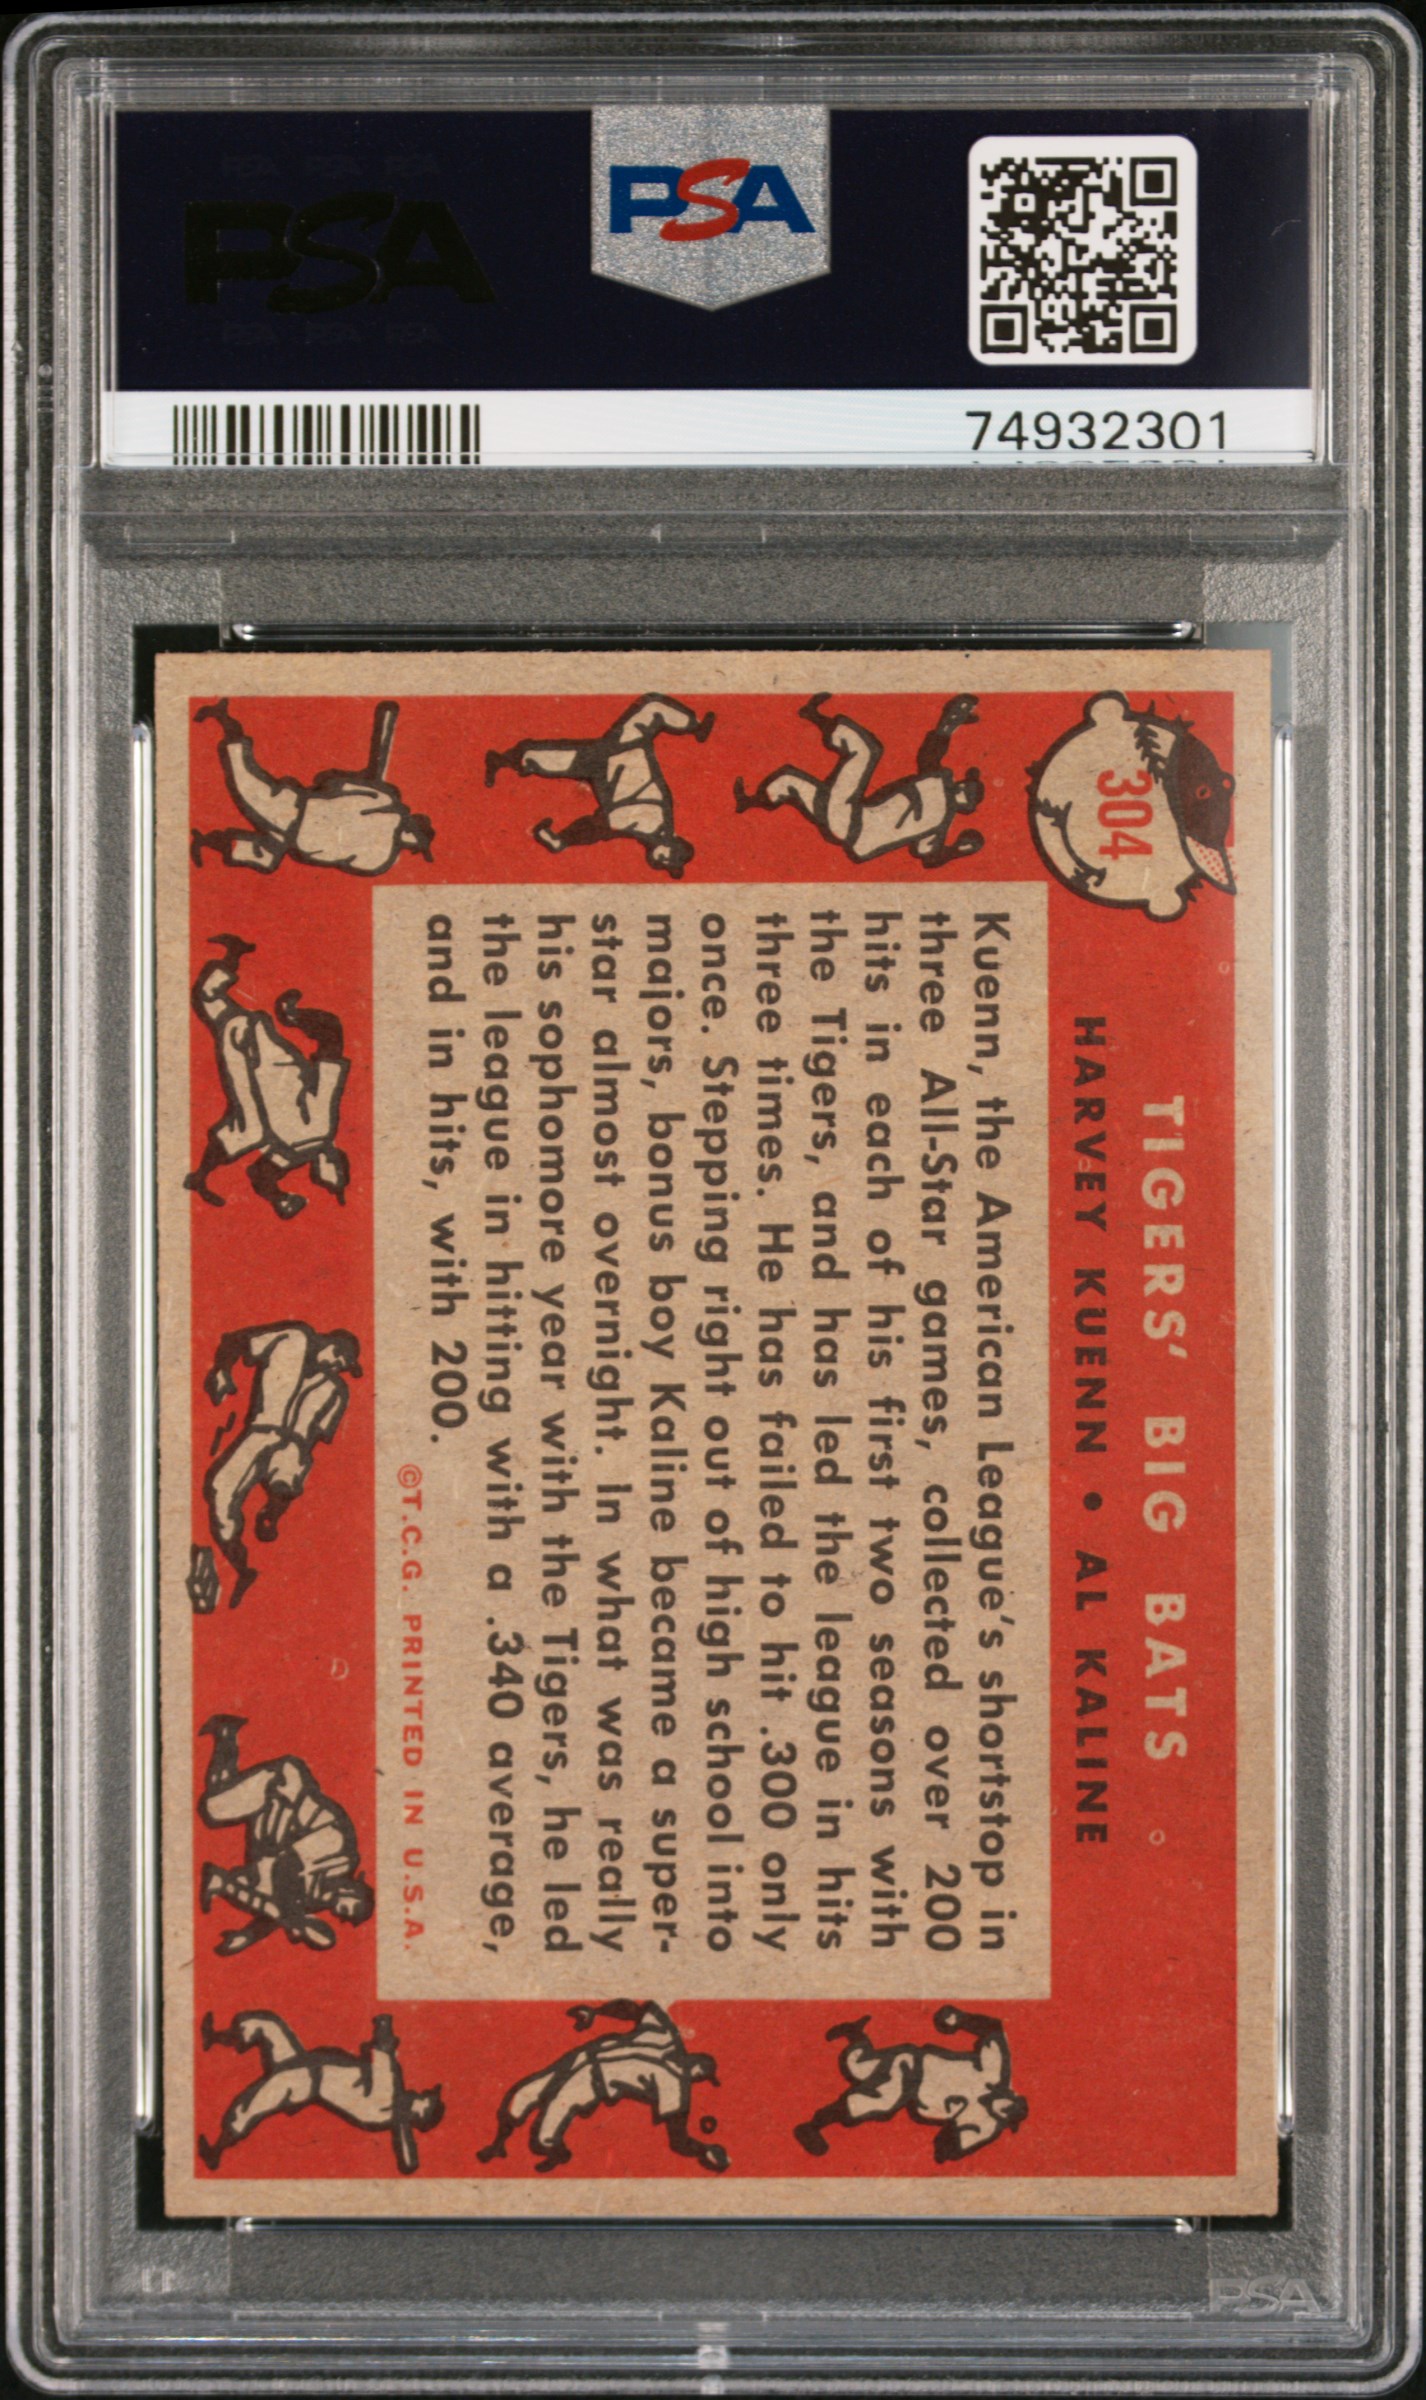 PSA
PSA
74932301
304
TIGERS' BIG BATS
HARVEY KUENN • AL KALINE
Kuenn, the American League's shortstop in
three All-Star games, collected over 200
hits in each of his first two seasons with
the Tigers, and has led the league in hits
three times. He has failed to hit .300 only
once. Stepping right out of high school into
majors, bonus boy Kaline became a super-
star almost overnight. In what was really
his sophomore year with the Tigers, he led
the league in hitting with a .340 average,
and in hits, with 200.
©T.C.G. PRINTED IN U.S.A.
PSA